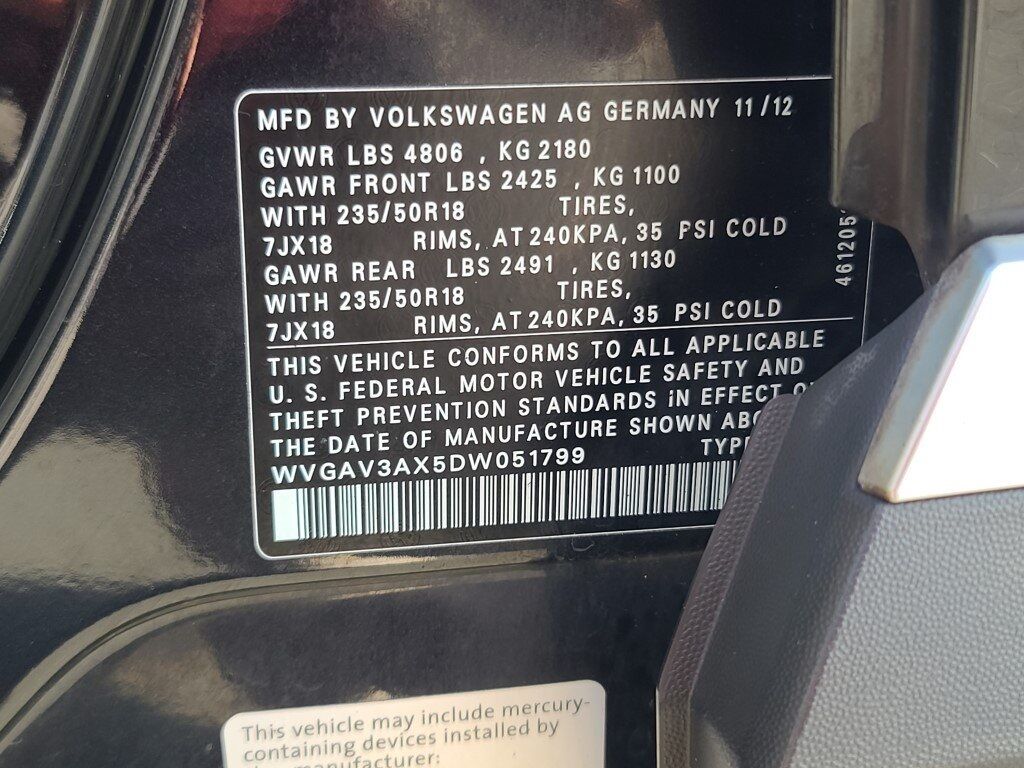 MFD BY VOLKSWAGEN AG GERMANY 11/12
GVWR LBS 4806 , KG 2180
GAWR FRONT LBS 2425 , KG 1100
WITH 235/50R18 TIRES,
7JX18 RIMS, AT 240KPA, 35 PSI COLD
GAWR REAR LBS 2491 , KG 1130
WITH 235/50R18 TIRES,
7JX18 RIMS, AT 240KPA, 35 PSI COLD
THIS VEHICLE CONFORMS TO ALL APPLICABLE
U. S. FEDERAL MOTOR VEHICLE SAFETY AND
THEFT PREVENTION STANDARDS iN EFFECT
THE DATE OF MANUFACTURE SHOWN
WVGAV3AX5DW051799 TYPE
461205
This vehicle may include mercury-
containing devices installed by
manufacturer: